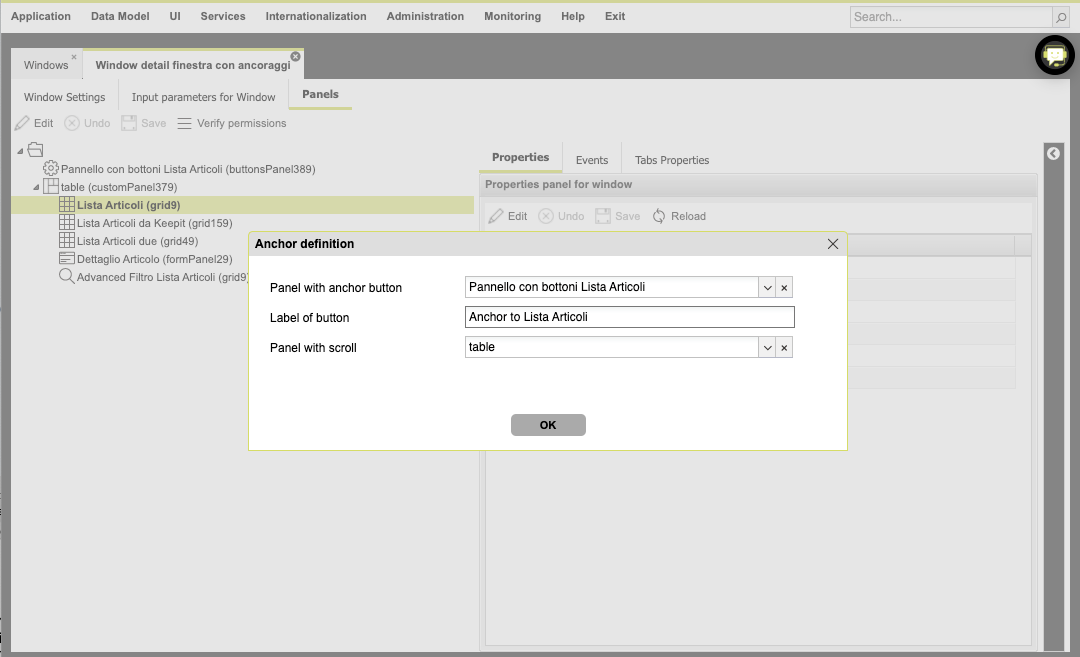 Application Data Model UI Services Internationalization Administration Monitoring Help Exit Search...
Windows Window detail finestra con ancoraggi
Window Settings Input parameters for Window Panels
Edit Undo Save Verify permissions
Pannello con bottoni Lista Articoli (buttonsPanel389)
table (customPanel379)
Lista Articoli (grid9)
Lista Articoli da Keepit (grid159)
Lista Articoli due (grid49)
Dettaglio Articolo (formPanel29)
Advanced Filtro Lista Articoli (grid9)
Properties Events Tabs Properties
Properties panel for window
Edit Undo Save Reload
Anchor definition
Panel with anchor button Pannello con bottoni Lista Articoli
Label of button Anchor to Lista Articoli
Panel with scroll table
OK